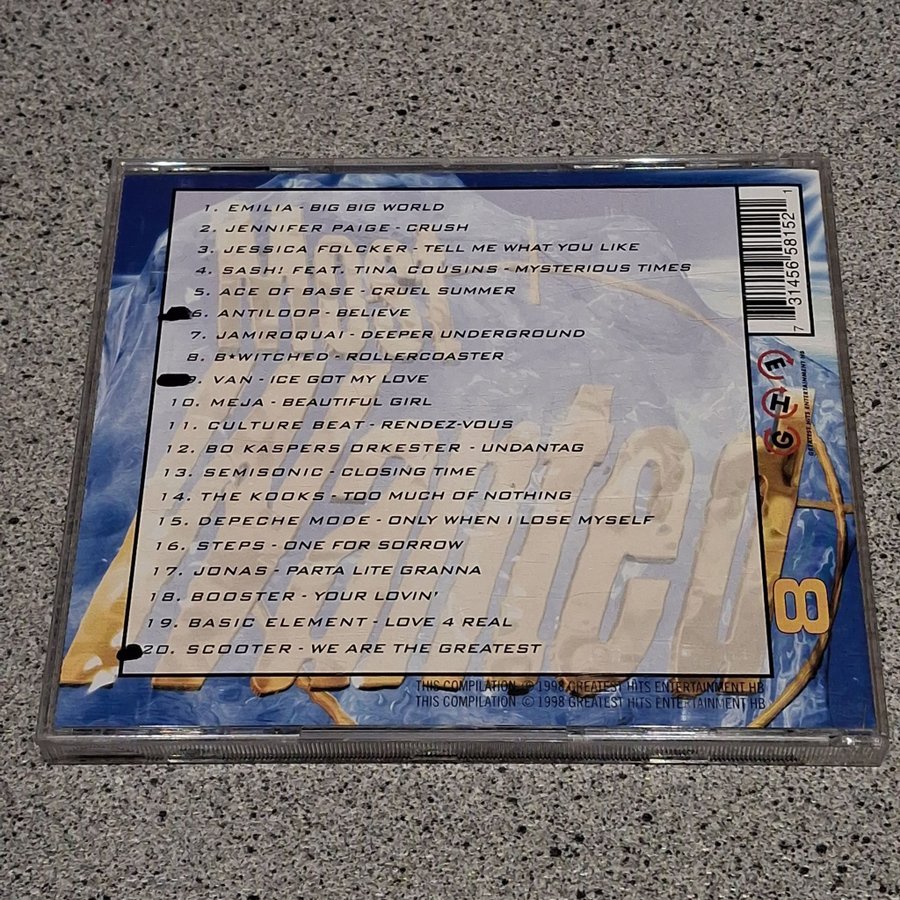 1. EMILIA - BIG BIG WORLD
2. JENNIFER PAIGE - CRUSH
3. JESSICA FOLCKER - TELL ME WHAT YOU LIKE
4. SASH! FEAT. TINA COUSINS - MYSTERIOUS TIMES
5. ACE OF BASE - CRUEL SUMMER
6. ANTILOOP - BELIEVE
7. JAMIROQUAI - DEEPER UNDERGROUND
8. B★WITCHED - ROLLERCOASTER
9. VAN - ICE GOT MY LOVE
10. MEJA - BEAUTIFUL GIRL
11. CULTURE BEAT - RENDEZ-VOUS
12. BO KASPERS ORKESTER - UNDANTAG
13. SEMISONIC - CLOSING TIME
14. THE KOOKS - TOO MUCH OF NOTHING
15. DEPECHE MODE - ONLY WHEN I LOSE MYSELF
16. STEPS - ONE FOR SORROW
17. JONAS - PARTA LITE GRANNA
18. BOOSTER - YOUR LOVIN'
19. BASIC ELEMENT - LOVE 4 REAL
20. SCOOTER - WE ARE THE GREATEST
THIS COMPILATION © 1998 GREATEST HITS ENTERTAINMENT HB
THIS COMPILATION © 1998 GREATEST HITS ENTERTAINMENT HB
7 31456 58152 1
GHE
GREATEST HITS ENTERTAINMENT HB
8
Wanted